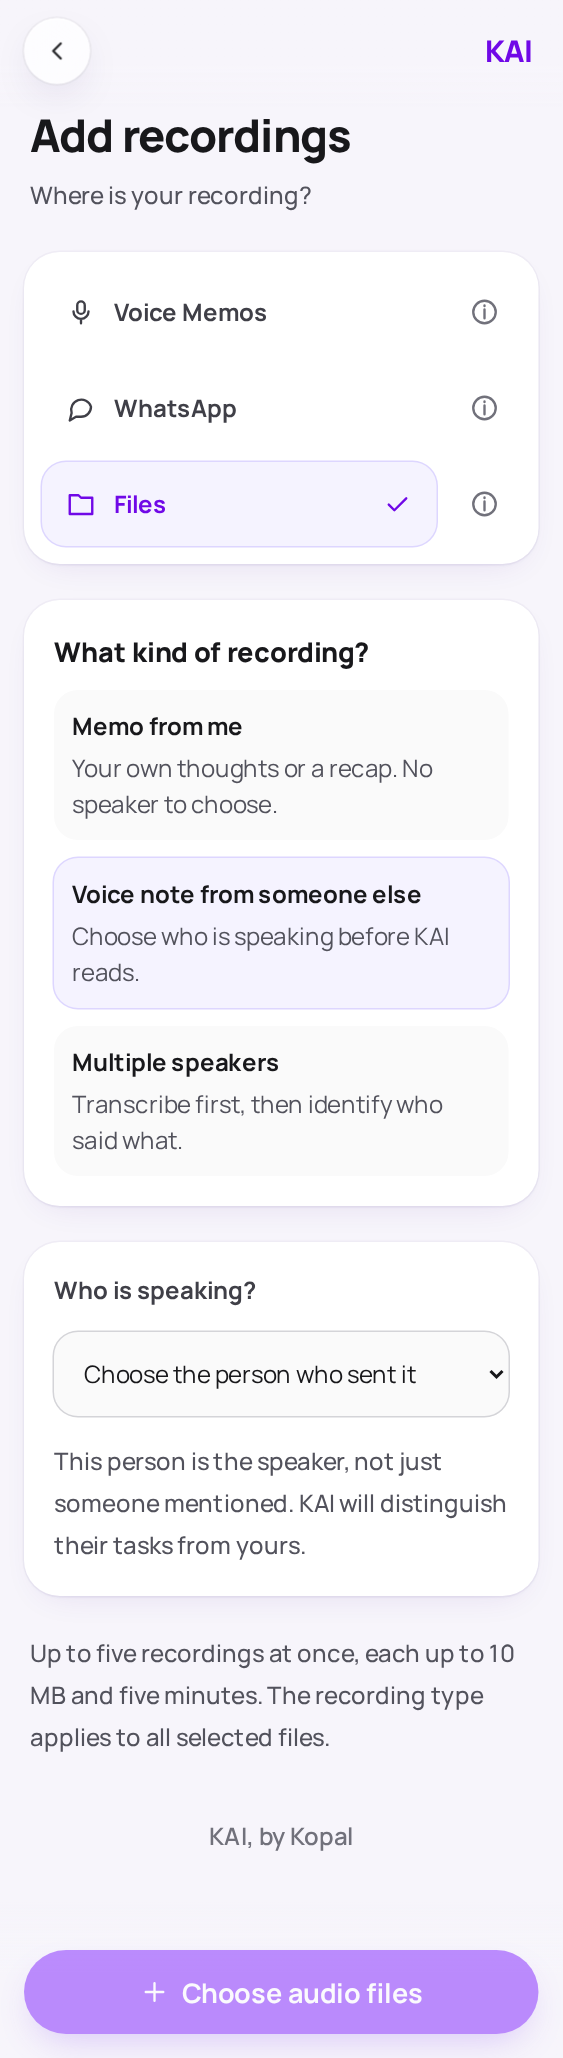 KAI
Add recordings
Where is your recording?
Voice Memos
WhatsApp
Files
What kind of recording?
Memo from me
Your own thoughts or a recap. No
speaker to choose.
Voice note from someone else
Choose who is speaking before KAI
reads.
Multiple speakers
Transcribe first, then identify who
said what.
Who is speaking?
Choose the person who sent it
This person is the speaker, not just
someone mentioned. KAI will distinguish
their tasks from yours.
Up to five recordings at once, each up to 10
MB and five minutes. The recording type
applies to all selected files.
KAI, by Kopal
Choose audio files